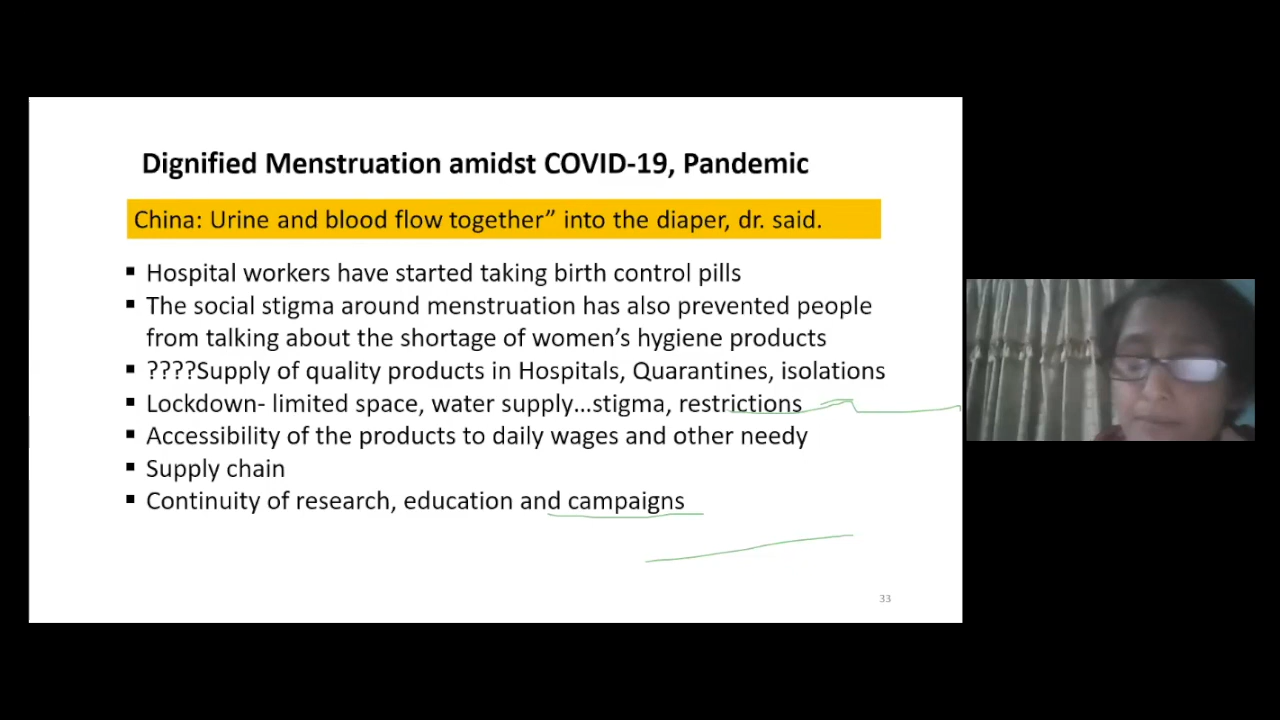 Dignified Menstruation amidst COVID-19, Pandemic
China: Urine and blood flow together” into the diaper, dr. said.
▪ Hospital workers have started taking birth control pills
▪ The social stigma around menstruation has also prevented people
from talking about the shortage of women’s hygiene products
▪ ????Supply of quality products in Hospitals, Quarantines, isolations
▪ Lockdown- limited space, water supply...stigma, restrictions
▪ Accessibility of the products to daily wages and other needy
▪ Supply chain
▪ Continuity of research, education and campaigns
33